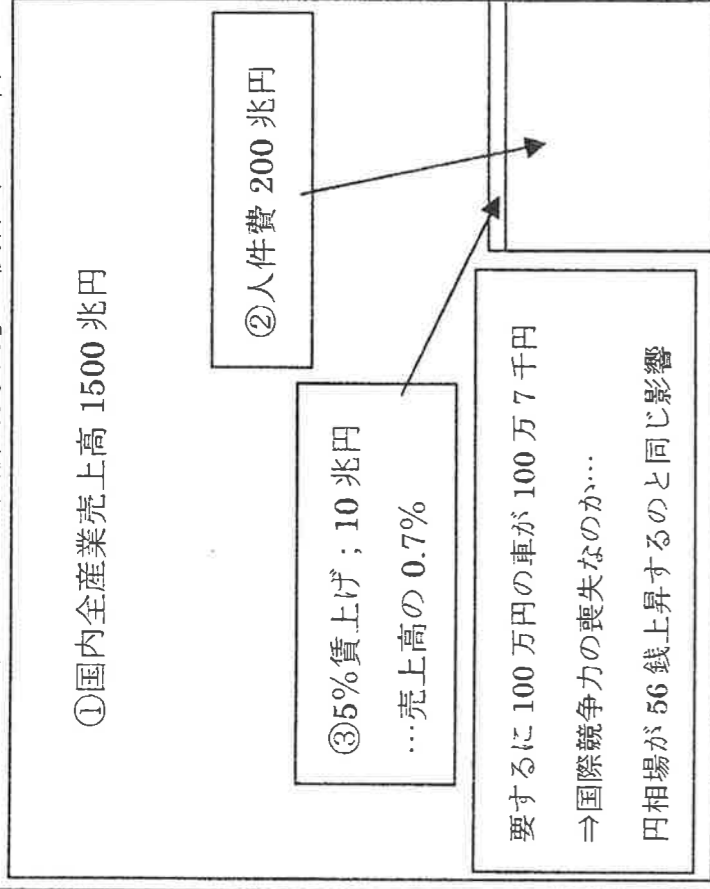 ①国内全産業売上高 1500 兆円
②人件費 200 兆円
③5%賃上げ；10 兆円
…売上高の 0.7%
要するに 100 万円の車が 100 万 7 千円
⇒国際競争力の喪失なのか…
円相場が 56 銭上昇するのと同じ影響